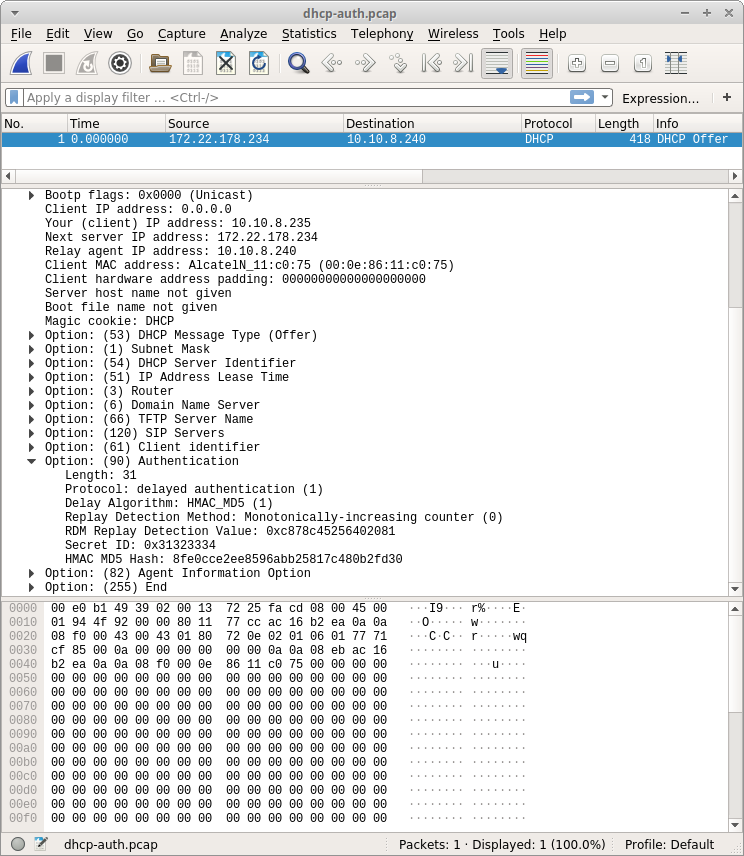 dhcp-auth.pcap
File Edit View Go Capture Analyze Statistics Telephony Wireless Tools Help
Apply a display filter … <Ctrl-/>
Expression…
+
No. Time Source Destination Protocol Length Info
1 0.000000 172.22.178.234 10.10.8.240 DHCP 418 DHCP Offer
Bootp flags: 0x0000 (Unicast)
Client IP address: 0.0.0.0
Your (client) IP address: 10.10.8.235
Next server IP address: 172.22.178.234
Relay agent IP address: 10.10.8.240
Client MAC address: AlcatelN_11:c0:75 (00:0e:86:11:c0:75)
Client hardware address padding: 00000000000000000000
Server host name not given
Boot file name not given
Magic cookie: DHCP
Option: (53) DHCP Message Type (Offer)
Option: (1) Subnet Mask
Option: (54) DHCP Server Identifier
Option: (51) IP Address Lease Time
Option: (3) Router
Option: (6) Domain Name Server
Option: (66) TFTP Server Name
Option: (120) SIP Servers
Option: (61) Client identifier
Option: (90) Authentication
Length: 31
Protocol: delayed authentication (1)
Delay Algorithm: HMAC_MD5 (1)
Replay Detection Method: Monotonically-increasing counter (0)
RDM Replay Detection Value: 0xc878c45256402081
Secret ID: 0x31323334
HMAC MD5 Hash: 8fe0cce2ee8596abb25817c480b2fd30
Option: (82) Agent Information Option
Option: (255) End
0000 00 e0 b1 49 39 02 00 13 72 25 fa cd 08 00 45 00 ···I9··· r%····E·
0010 01 94 4f 92 00 00 80 11 77 cc ac 16 b2 ea 0a 0a ··O····· w·······
0020 08 f0 00 43 00 43 01 80 72 0e 02 01 06 01 77 71 ···C·C·· r·····wq
0030 cf 85 00 0a 00 00 00 00 00 00 0a 0a 08 eb ac 16 ········ ········
0040 b2 ea 0a 0a 08 f0 00 0e 86 11 c0 75 00 00 00 00 ········ ···u····
0050 00 00 00 00 00 00 00 00 00 00 00 00 00 00 00 00 ········ ········
0060 00 00 00 00 00 00 00 00 00 00 00 00 00 00 00 00 ········ ········
0070 00 00 00 00 00 00 00 00 00 00 00 00 00 00 00 00 ········ ········
0080 00 00 00 00 00 00 00 00 00 00 00 00 00 00 00 00 ········ ········
0090 00 00 00 00 00 00 00 00 00 00 00 00 00 00 00 00 ········ ········
00a0 00 00 00 00 00 00 00 00 00 00 00 00 00 00 00 00 ········ ········
00b0 00 00 00 00 00 00 00 00 00 00 00 00 00 00 00 00 ········ ········
00c0 00 00 00 00 00 00 00 00 00 00 00 00 00 00 00 00 ········ ········
00d0 00 00 00 00 00 00 00 00 00 00 00 00 00 00 00 00 ········ ········
00e0 00 00 00 00 00 00 00 00 00 00 00 00 00 00 00 00 ········ ········
00f0 00 00 00 00 00 00 00 00 00 00 00 00 00 00 00 00 ········ ········
dhcp-auth.pcap
Packets: 1 · Displayed: 1 (100.0%)
Profile: Default